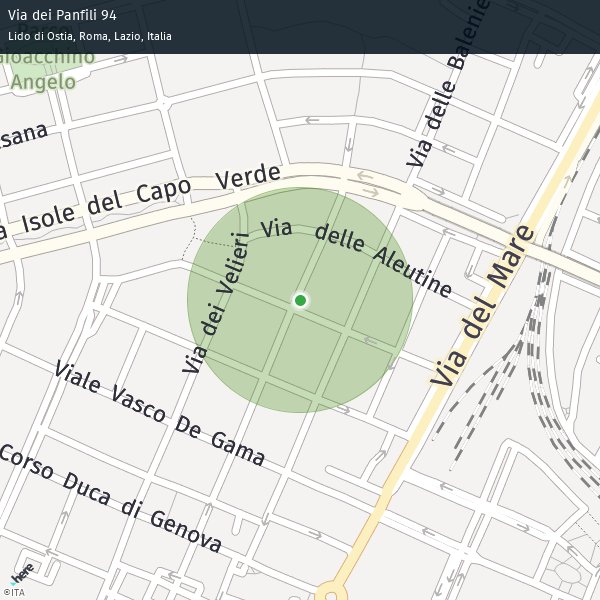 Via dei Panfili 94
Lido di Ostia, Roma, Lazio, Italia
Gioacchino
Angelo
Via delle Balenie
sana
a Isole del Capo Verde
Via delle Aleutine
Via dei Velieri
Via del Mare
Viale Vasco De Gama
Corso Duca di Genova
here
©ITA